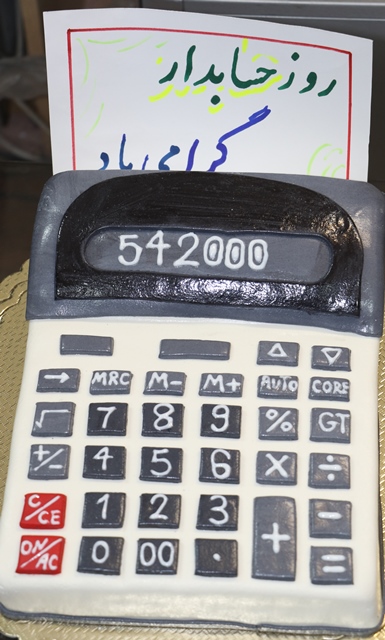 روز حسابدار
گرامی باد
542000
△ ▽
→ MRC M- M+ AUTO CORE
√ 7 8 9 % GT
+/- 4 5 6 X ÷
C/CE 1 2 3 + -
ON/AC 0 00 . =